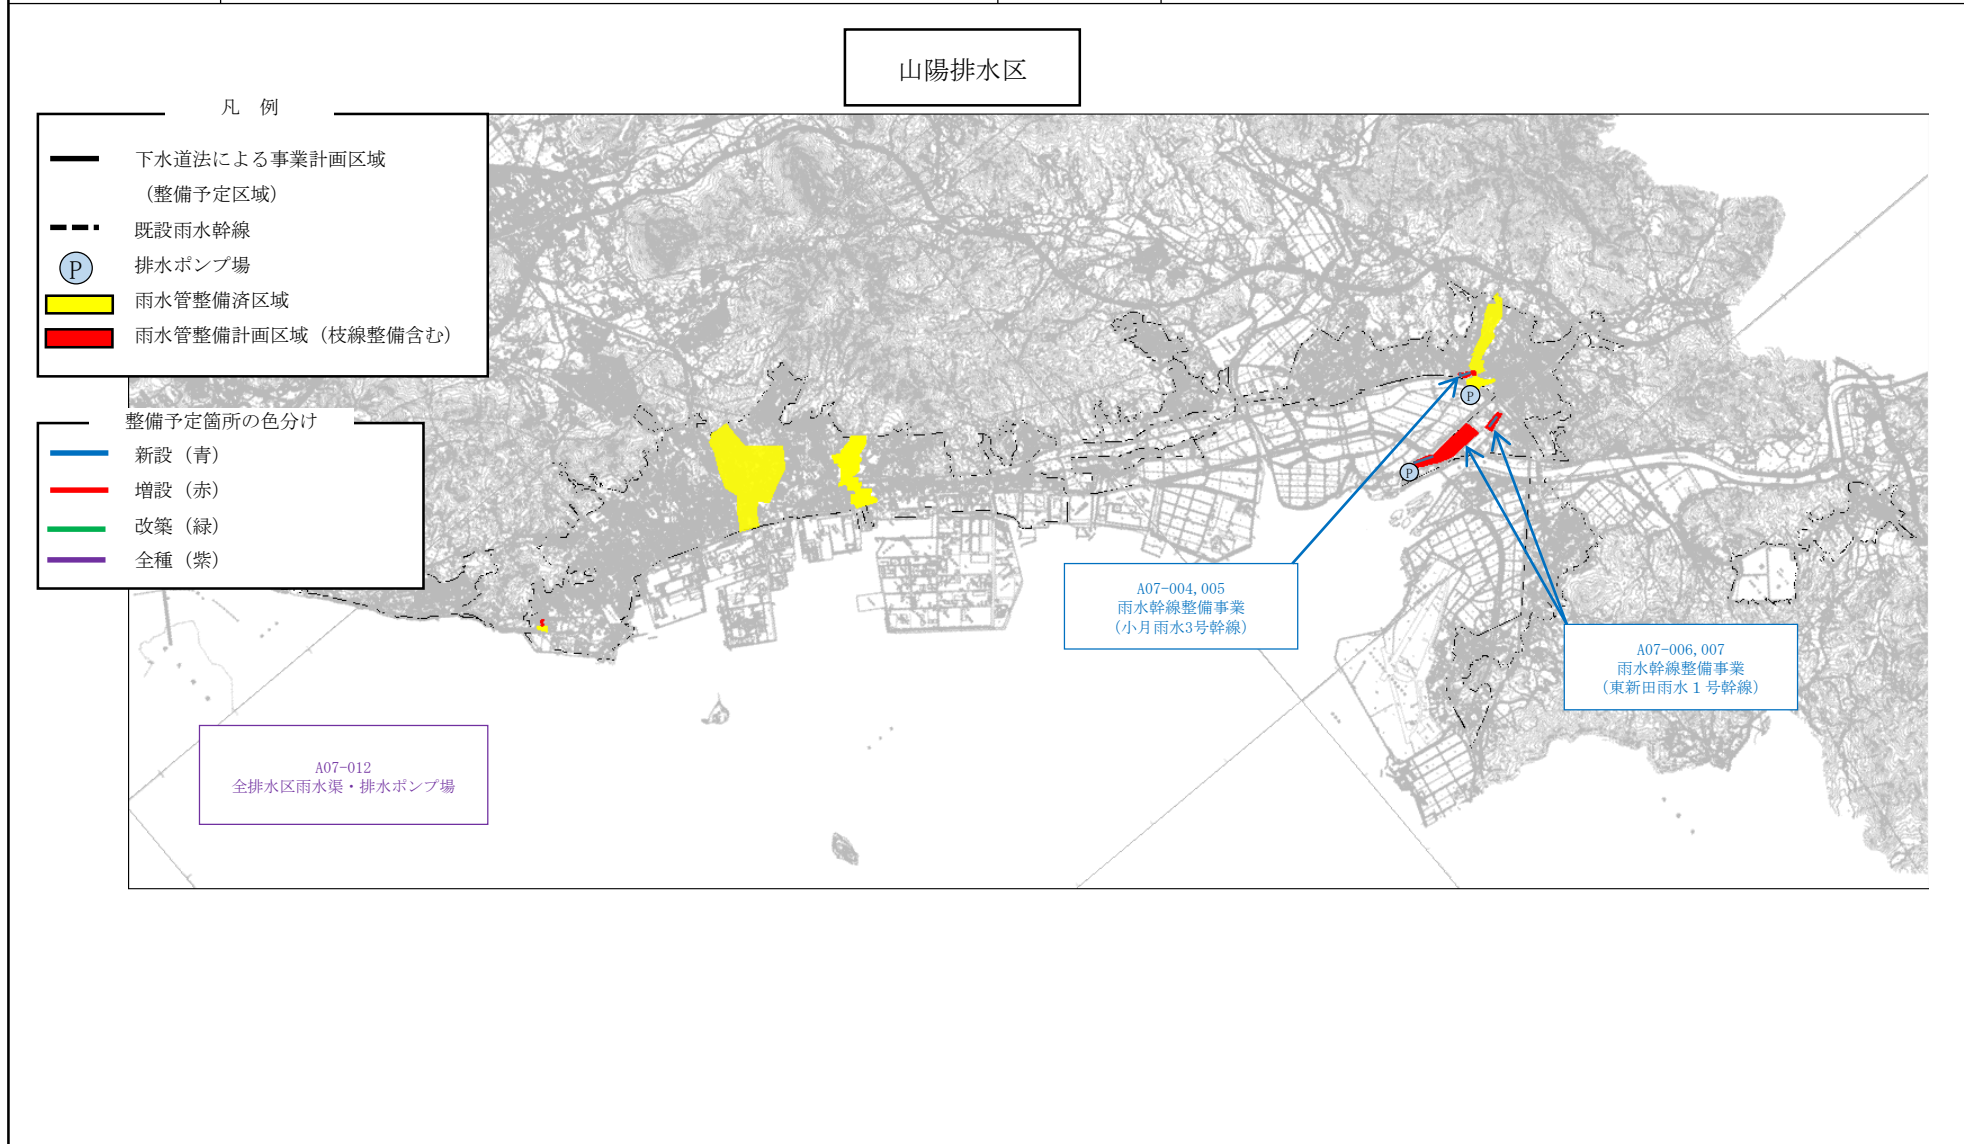 山陽排水区
凡　例
下水道法による事業計画区域
（整備予定区域）
既設雨水幹線
P
排水ポンプ場
雨水管整備済区域
雨水管整備計画区域（枝線整備含む）
整備予定箇所の色分け
新設（青）
増設（赤）
改築（緑）
全種（紫）
P
P
A07-004,005
雨水幹線整備事業
（小月雨水3号幹線）
A07-006,007
雨水幹線整備事業
（東新田雨水１号幹線）
A07-012
全排水区雨水渠・排水ポンプ場